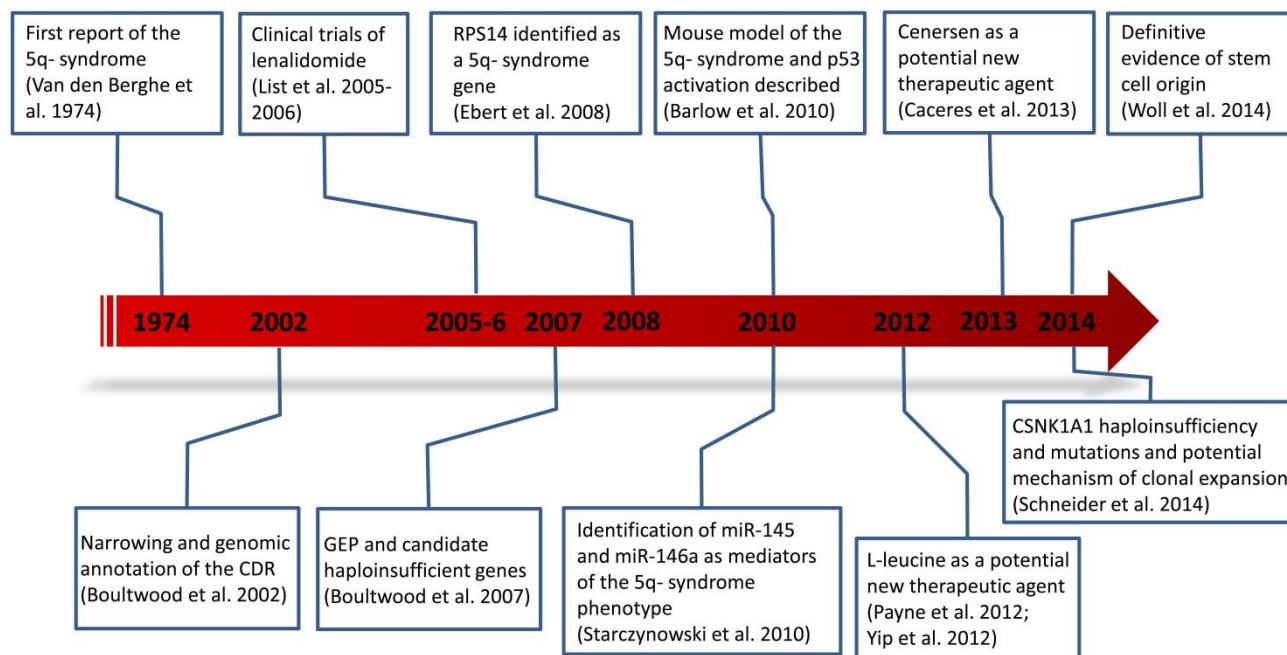 First report of the
5q- syndrome
(Van den Berghe et
al. 1974)
Clinical trials of
lenalidomide
(List et al. 2005-
2006)
RPS14 identified as
a 5q- syndrome
gene
(Ebert et al. 2008)
Mouse model of the
5q- syndrome and p53
activation described
(Barlow et al. 2010)
Cenersen as a
potential new
therapeutic agent
(Caceres et al. 2013)
Definitive
evidence of stem
cell origin
(Woll et al. 2014)
1974 2002 2005-6 2007 2008 2010 2012 2013 2014
Narrowing and genomic
annotation of the CDR
(Boultwood et al. 2002)
GEP and candidate
haploinsufficient genes
(Boultwood et al. 2007)
Identification of miR-145
and miR-146a as mediators
of the 5q- syndrome
phenotype
(Starczynowski et al. 2010)
L-leucine as a potential
new therapeutic agent
(Payne et al. 2012;
Yip et al. 2012)
CSNK1A1 haploinsufficiency
and mutations and potential
mechanism of clonal expansion
(Schneider et al. 2014)